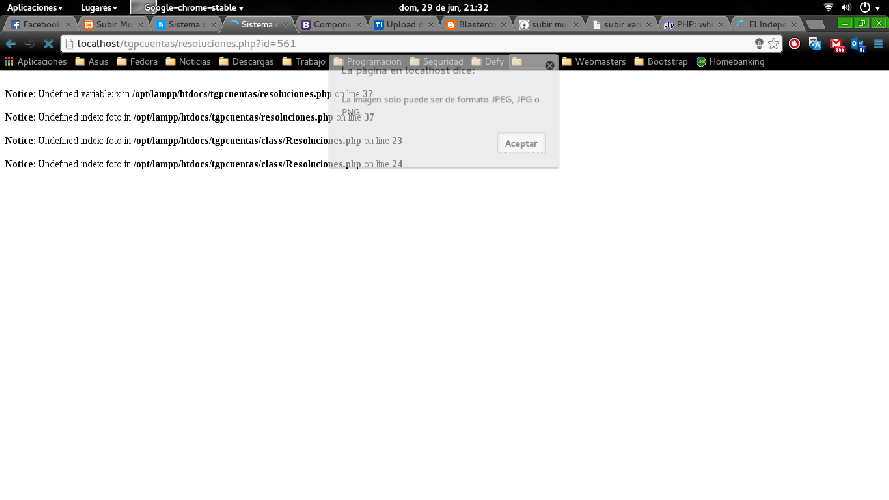 Aplicaciones Lugares Google-chrome-stable dom, 29 de jun, 21:32
Facebook Subir Mu Sistema d Sistema Compone Upload d Blasterco subir mu subir vari PHP: whi El Indepe
localhost/tgpcuentas/resoluciones.php?id=561
Aplicaciones Asus Fedora Noticias Descargas Trabajo Programacion Seguridad Defy Webmasters Bootstrap Homebanking
La página en localhost dice:
La imagen solo puede ser de formato JPEG, JPG o
PNG
Aceptar
Notice: Undefined variable: x in /opt/lampp/htdocs/tgpcuentas/resoluciones.php on line 37
Notice: Undefined index: foto in /opt/lampp/htdocs/tgpcuentas/resoluciones.php on line 37
Notice: Undefined index: foto in /opt/lampp/htdocs/tgpcuentas/class/Resoluciones.php on line 23
Notice: Undefined index: foto in /opt/lampp/htdocs/tgpcuentas/class/Resoluciones.php on line 24